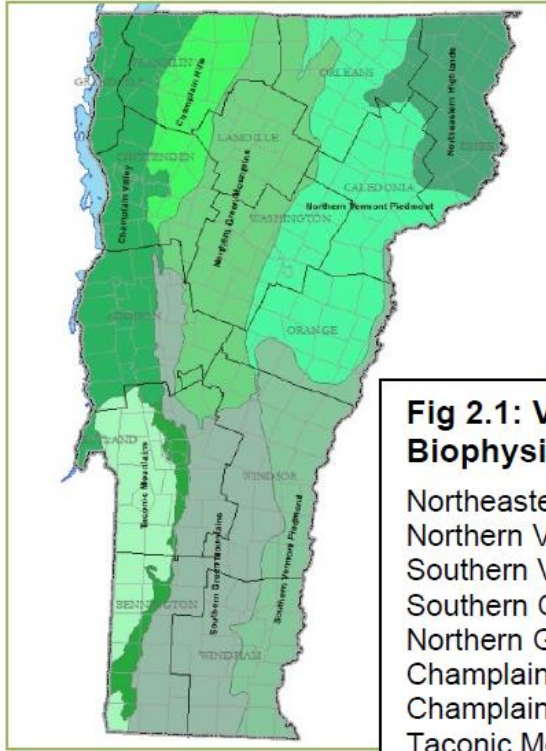 FRANKLIN
ORLEANS
Champlain Hills
Northeastern Highlands
ESSEX
LAMOILLE
CHITTENDEN
CALEDONIA
Champlain Valley
Northern Green Mountains
WASHINGTON
Northern Vermont Piedmont
ADDISON
ORANGE
Fig 2.1: V
Biophysi
Northeaste
Northern V
Southern V
Southern G
Northern G
Champlain
Champlain
Taconic M
RUTLAND
Taconic Mountains
WINDSOR
Southern Green Mountains
Southern Vermont Piedmont
BENNINGTON
WINDHAM